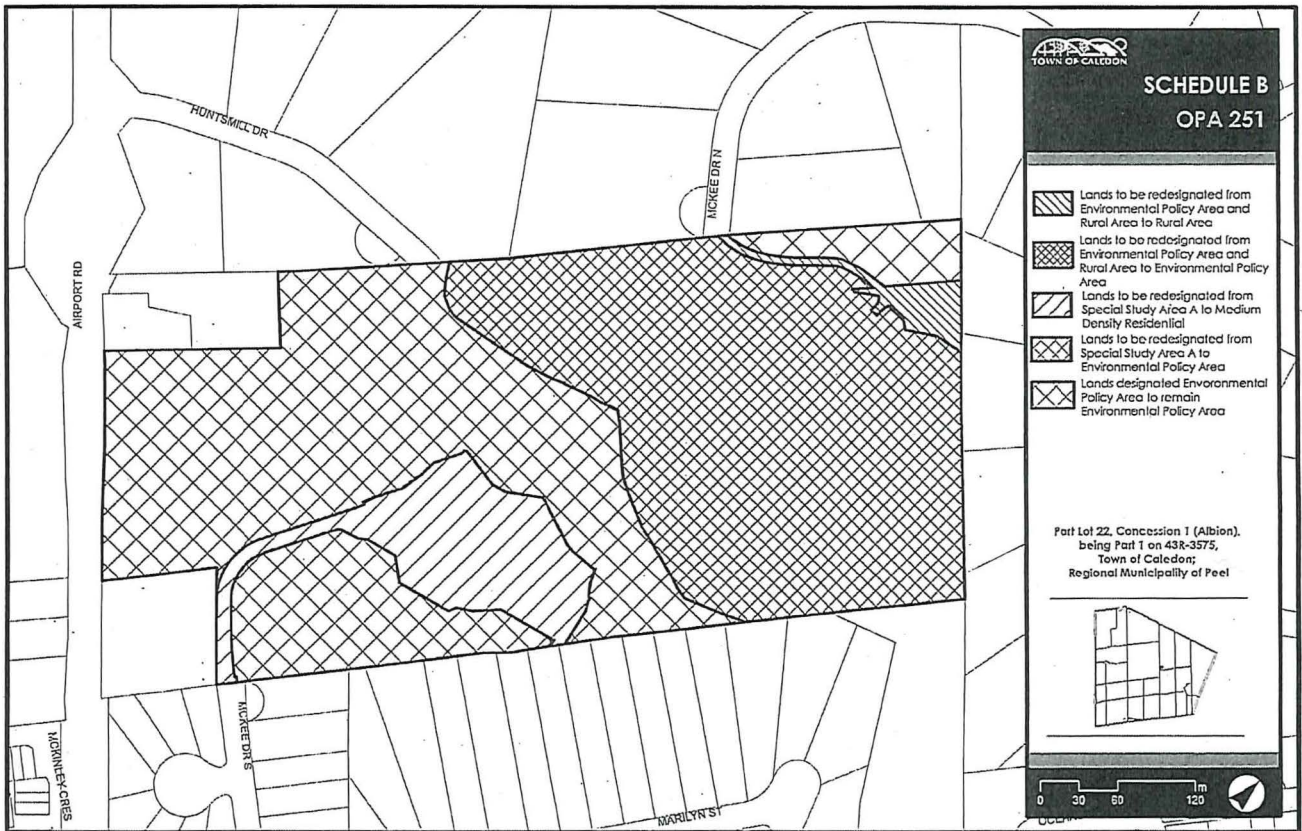 HUNTSMILL DR
MCKEE DR N
AIRPORT RD
MCKEE DR S
MCKINLEY CRES
MARILYN ST
TOWN OF CALEDON
SCHEDULE B
OPA 251
Lands to be redesignated from
Environmental Policy Area and
Rural Area to Rural Area
Lands to be redesignated from
Environmental Policy Area and
Rural Area to Environmental Policy
Area
Lands to be redesignated from
Special Study Area A to Medium
Density Residential
Lands to be redesignated from
Special Study Area A to
Environmental Policy Area
Lands designated Envoronmental
Policy Area to remain
Environmental Policy Area
Part Lot 22, Concession 1 (Albion),
being Part 1 on 43R-3575,
Town of Caledon;
Regional Municipality of Peel
m
0 30 60 120